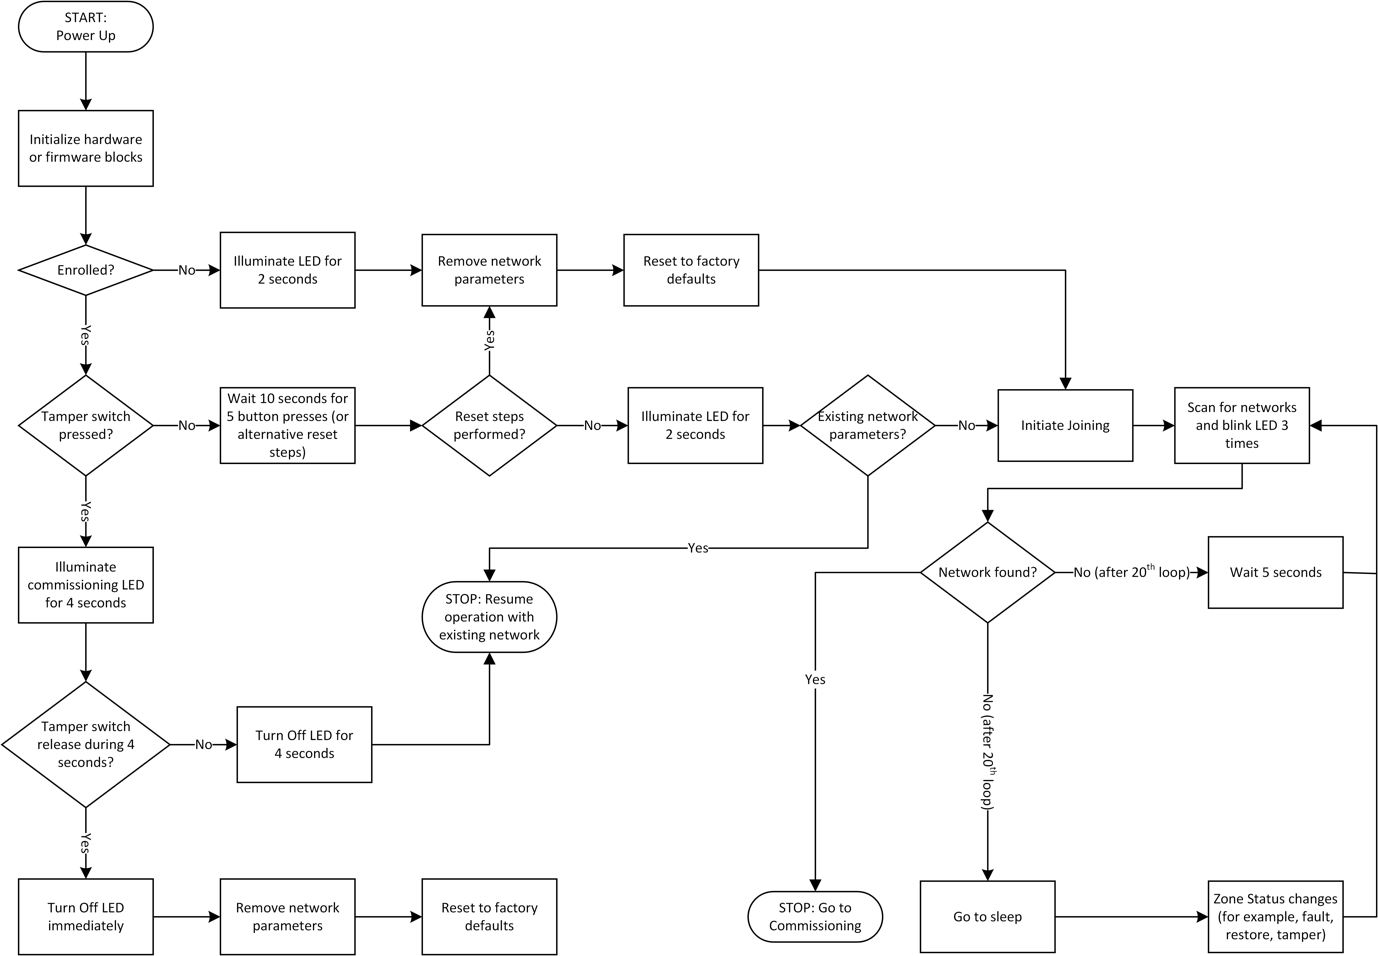 START:
Power Up
Initialize hardware
or firmware blocks
Enrolled?
No
Illuminate LED for
2 seconds
Remove network
parameters
Reset to factory
defaults
Yes
Yes
Tamper switch
pressed?
No
Wait 10 seconds for
5 button presses (or
alternative reset
steps)
Reset steps
performed?
No
Illuminate LED for
2 seconds
Existing network
parameters?
No
Initiate Joining
Scan for networks
and blink LED 3
times
Yes
Yes
Illuminate
commissioning LED
for 4 seconds
STOP: Resume
operation with
existing network
Network found?
No (after 20th loop)
Wait 5 seconds
Yes
No (after 20th loop)
Tamper switch
release during 4
seconds?
No
Turn Off LED for
4 seconds
Yes
Turn Off LED
immediately
Remove network
parameters
Reset to factory
defaults
STOP: Go to
Commissioning
Go to sleep
Zone Status changes
(for example, fault,
restore, tamper)